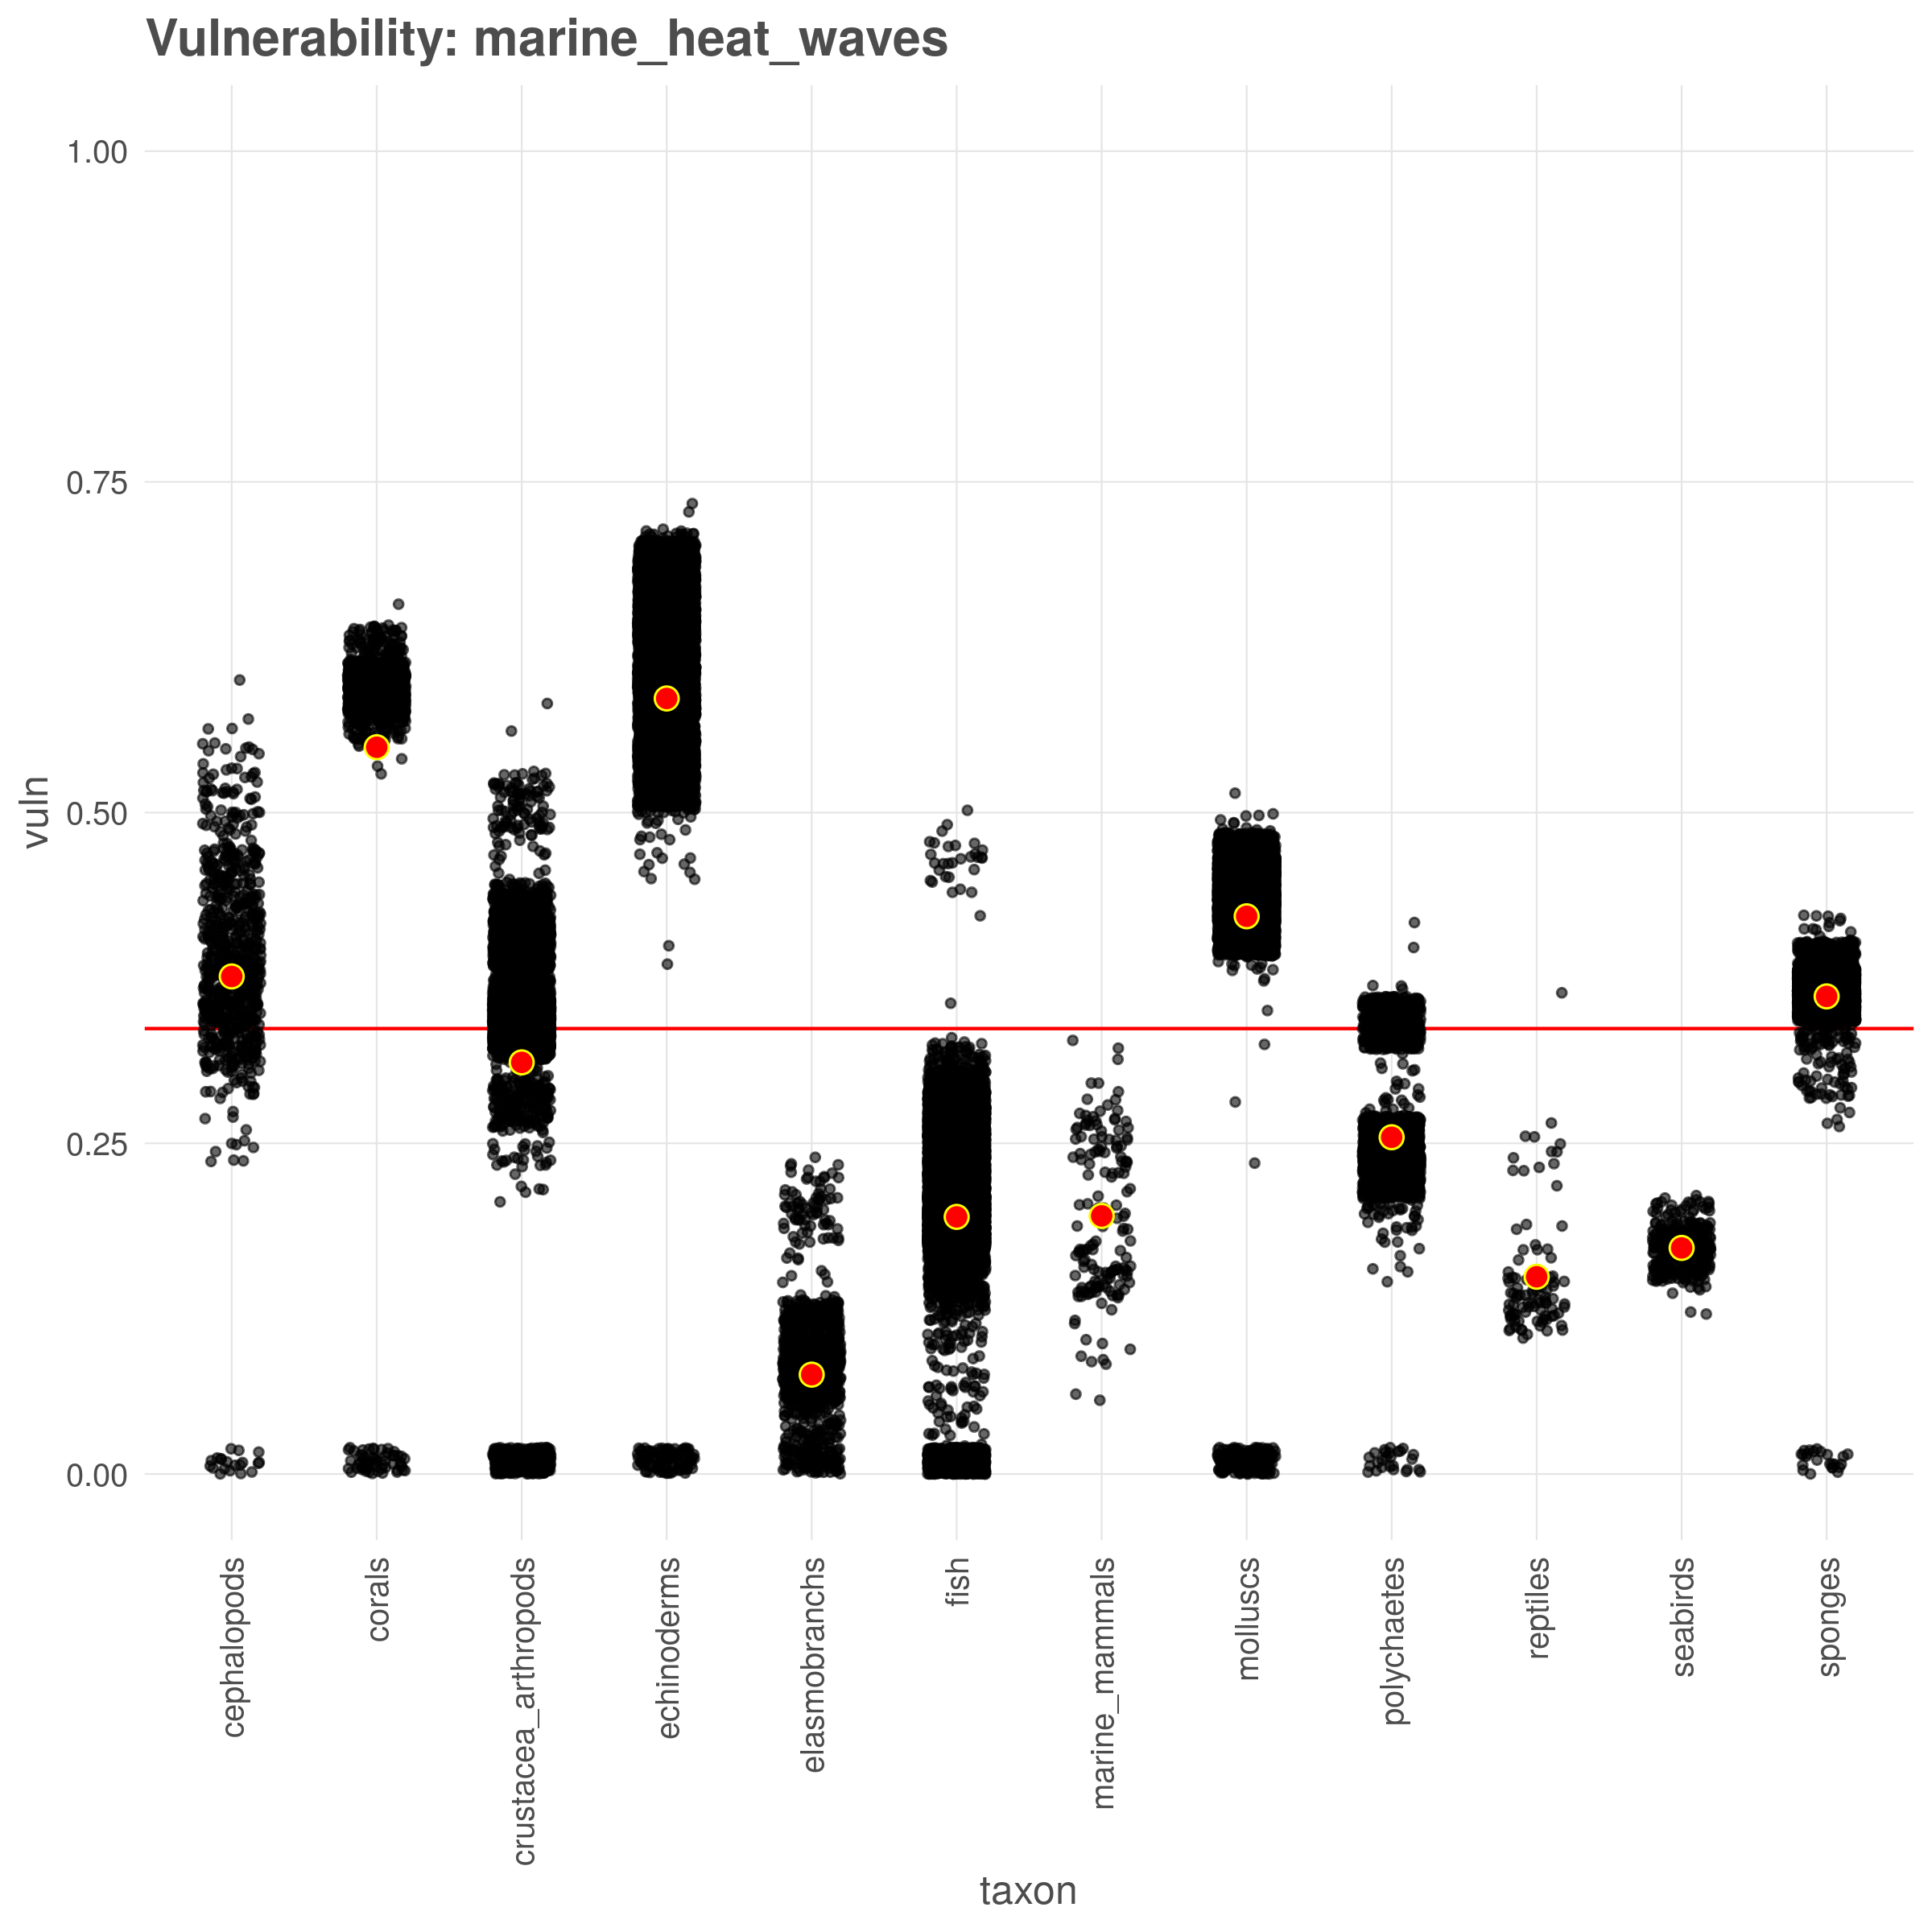 Vulnerability: marine_heat_waves
1.00
0.75
0.50
0.25
0.00
vuln
cephalopods
corals
crustacea_arthropods
echinoderms
elasmobranchs
fish
marine_mammals
molluscs
polychaetes
reptiles
seabirds
sponges
taxon